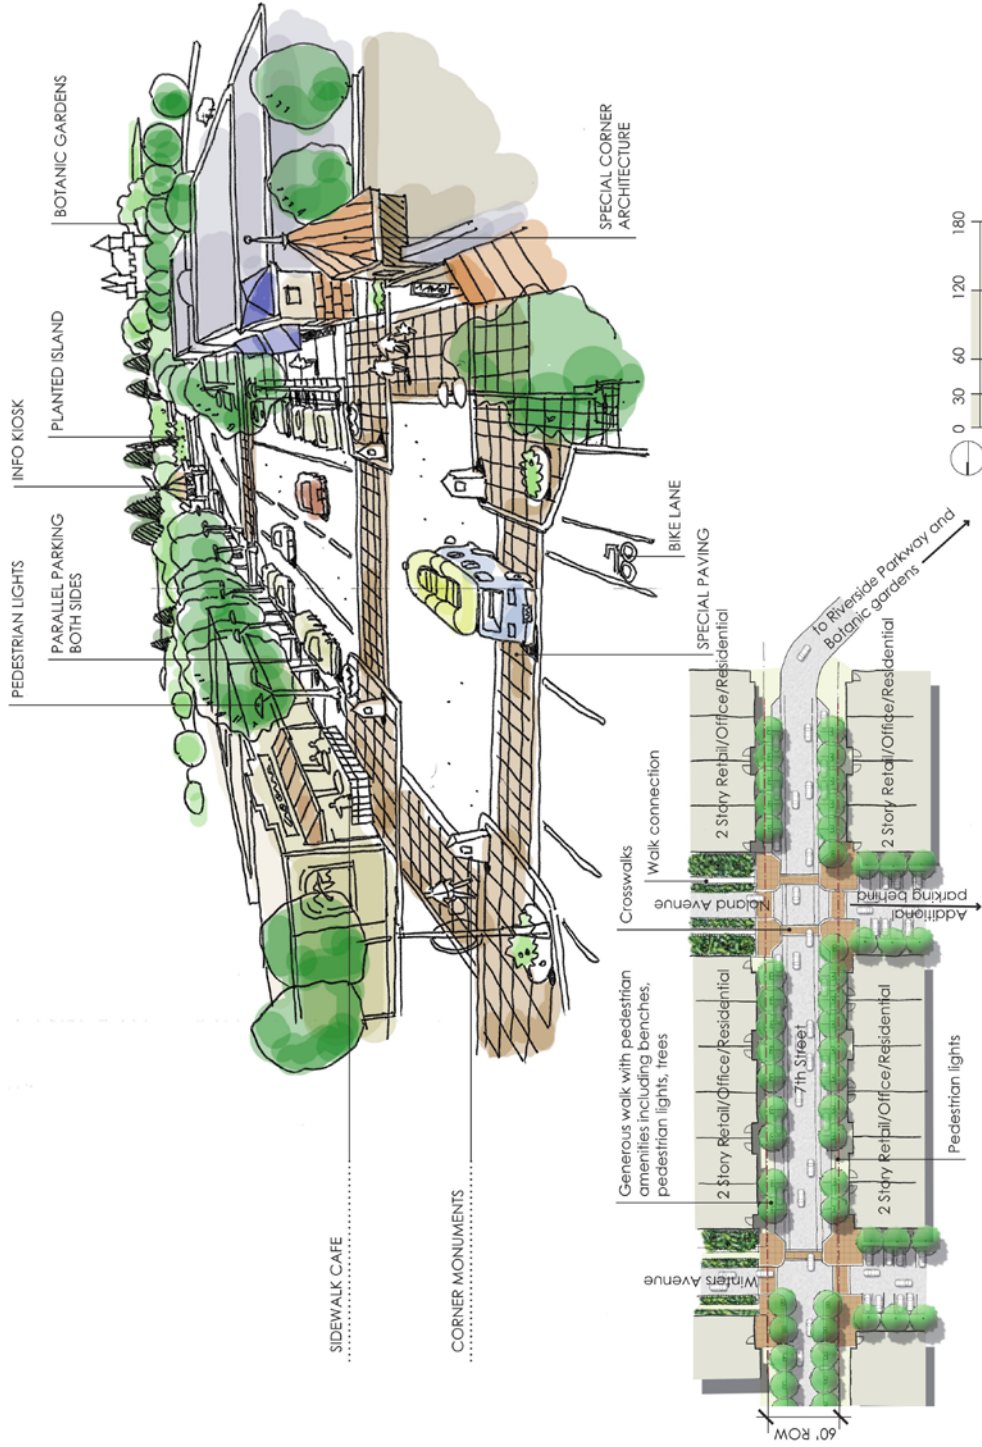 PEDESTRIAN LIGHTS
INFO KIOSK
PARALLEL PARKING
BOTH SIDES
PLANTED ISLAND
BOTANIC GARDENS
SIDEWALK CAFE
CORNER MONUMENTS
SPECIAL PAVING
BIKE LANE
SPECIAL CORNER
ARCHITECTURE
Generous walk with pedestrian
amenities including benches,
pedestrian lights, trees
Crosswalks
Walk connection
2 Story Retail/Office/Residential
2 Story Retail/Office/Residential
Winters Avenue
Noland Avenue
7th Street
60' ROW
to Riverside Parkway and
Botanic gardens
2 Story Retail/Office/Residential
2 Story Retail/Office/Residential
Additional
parking behind
Pedestrian lights
0 30 60 120 180